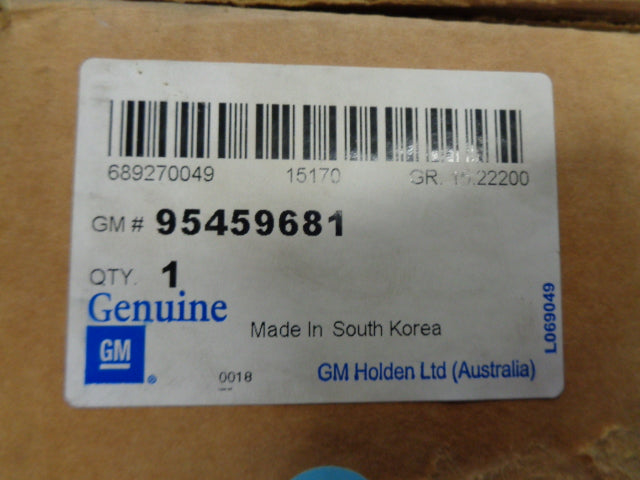 689270049 15170 GR. 15.22200
GM # 95459681
QTY. 1
Genuine
GM ®
Made In South Korea
0018
GM Holden Ltd (Australia)
L069049